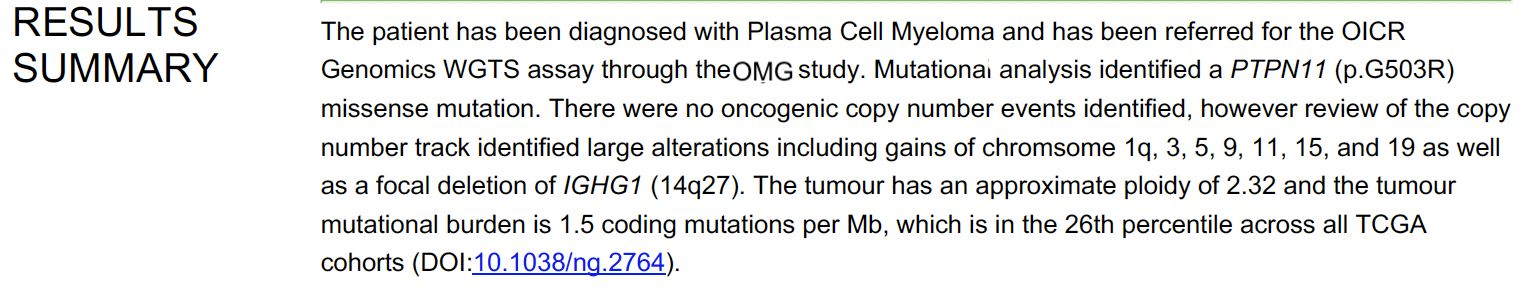 RESULTS
SUMMARY
The patient has been diagnosed with Plasma Cell Myeloma and has been referred for the OICR
Genomics WGTS assay through the OMG study. Mutational analysis identified a PTPN11 (p.G503R)
missense mutation. There were no oncogenic copy number events identified, however review of the copy
number track identified large alterations including gains of chromsome 1q, 3, 5, 9, 11, 15, and 19 as well
as a focal deletion of IGHG1 (14q27). The tumour has an approximate ploidy of 2.32 and the tumour
mutational burden is 1.5 coding mutations per Mb, which is in the 26th percentile across all TCGA
cohorts (DOI:10.1038/ng.2764).